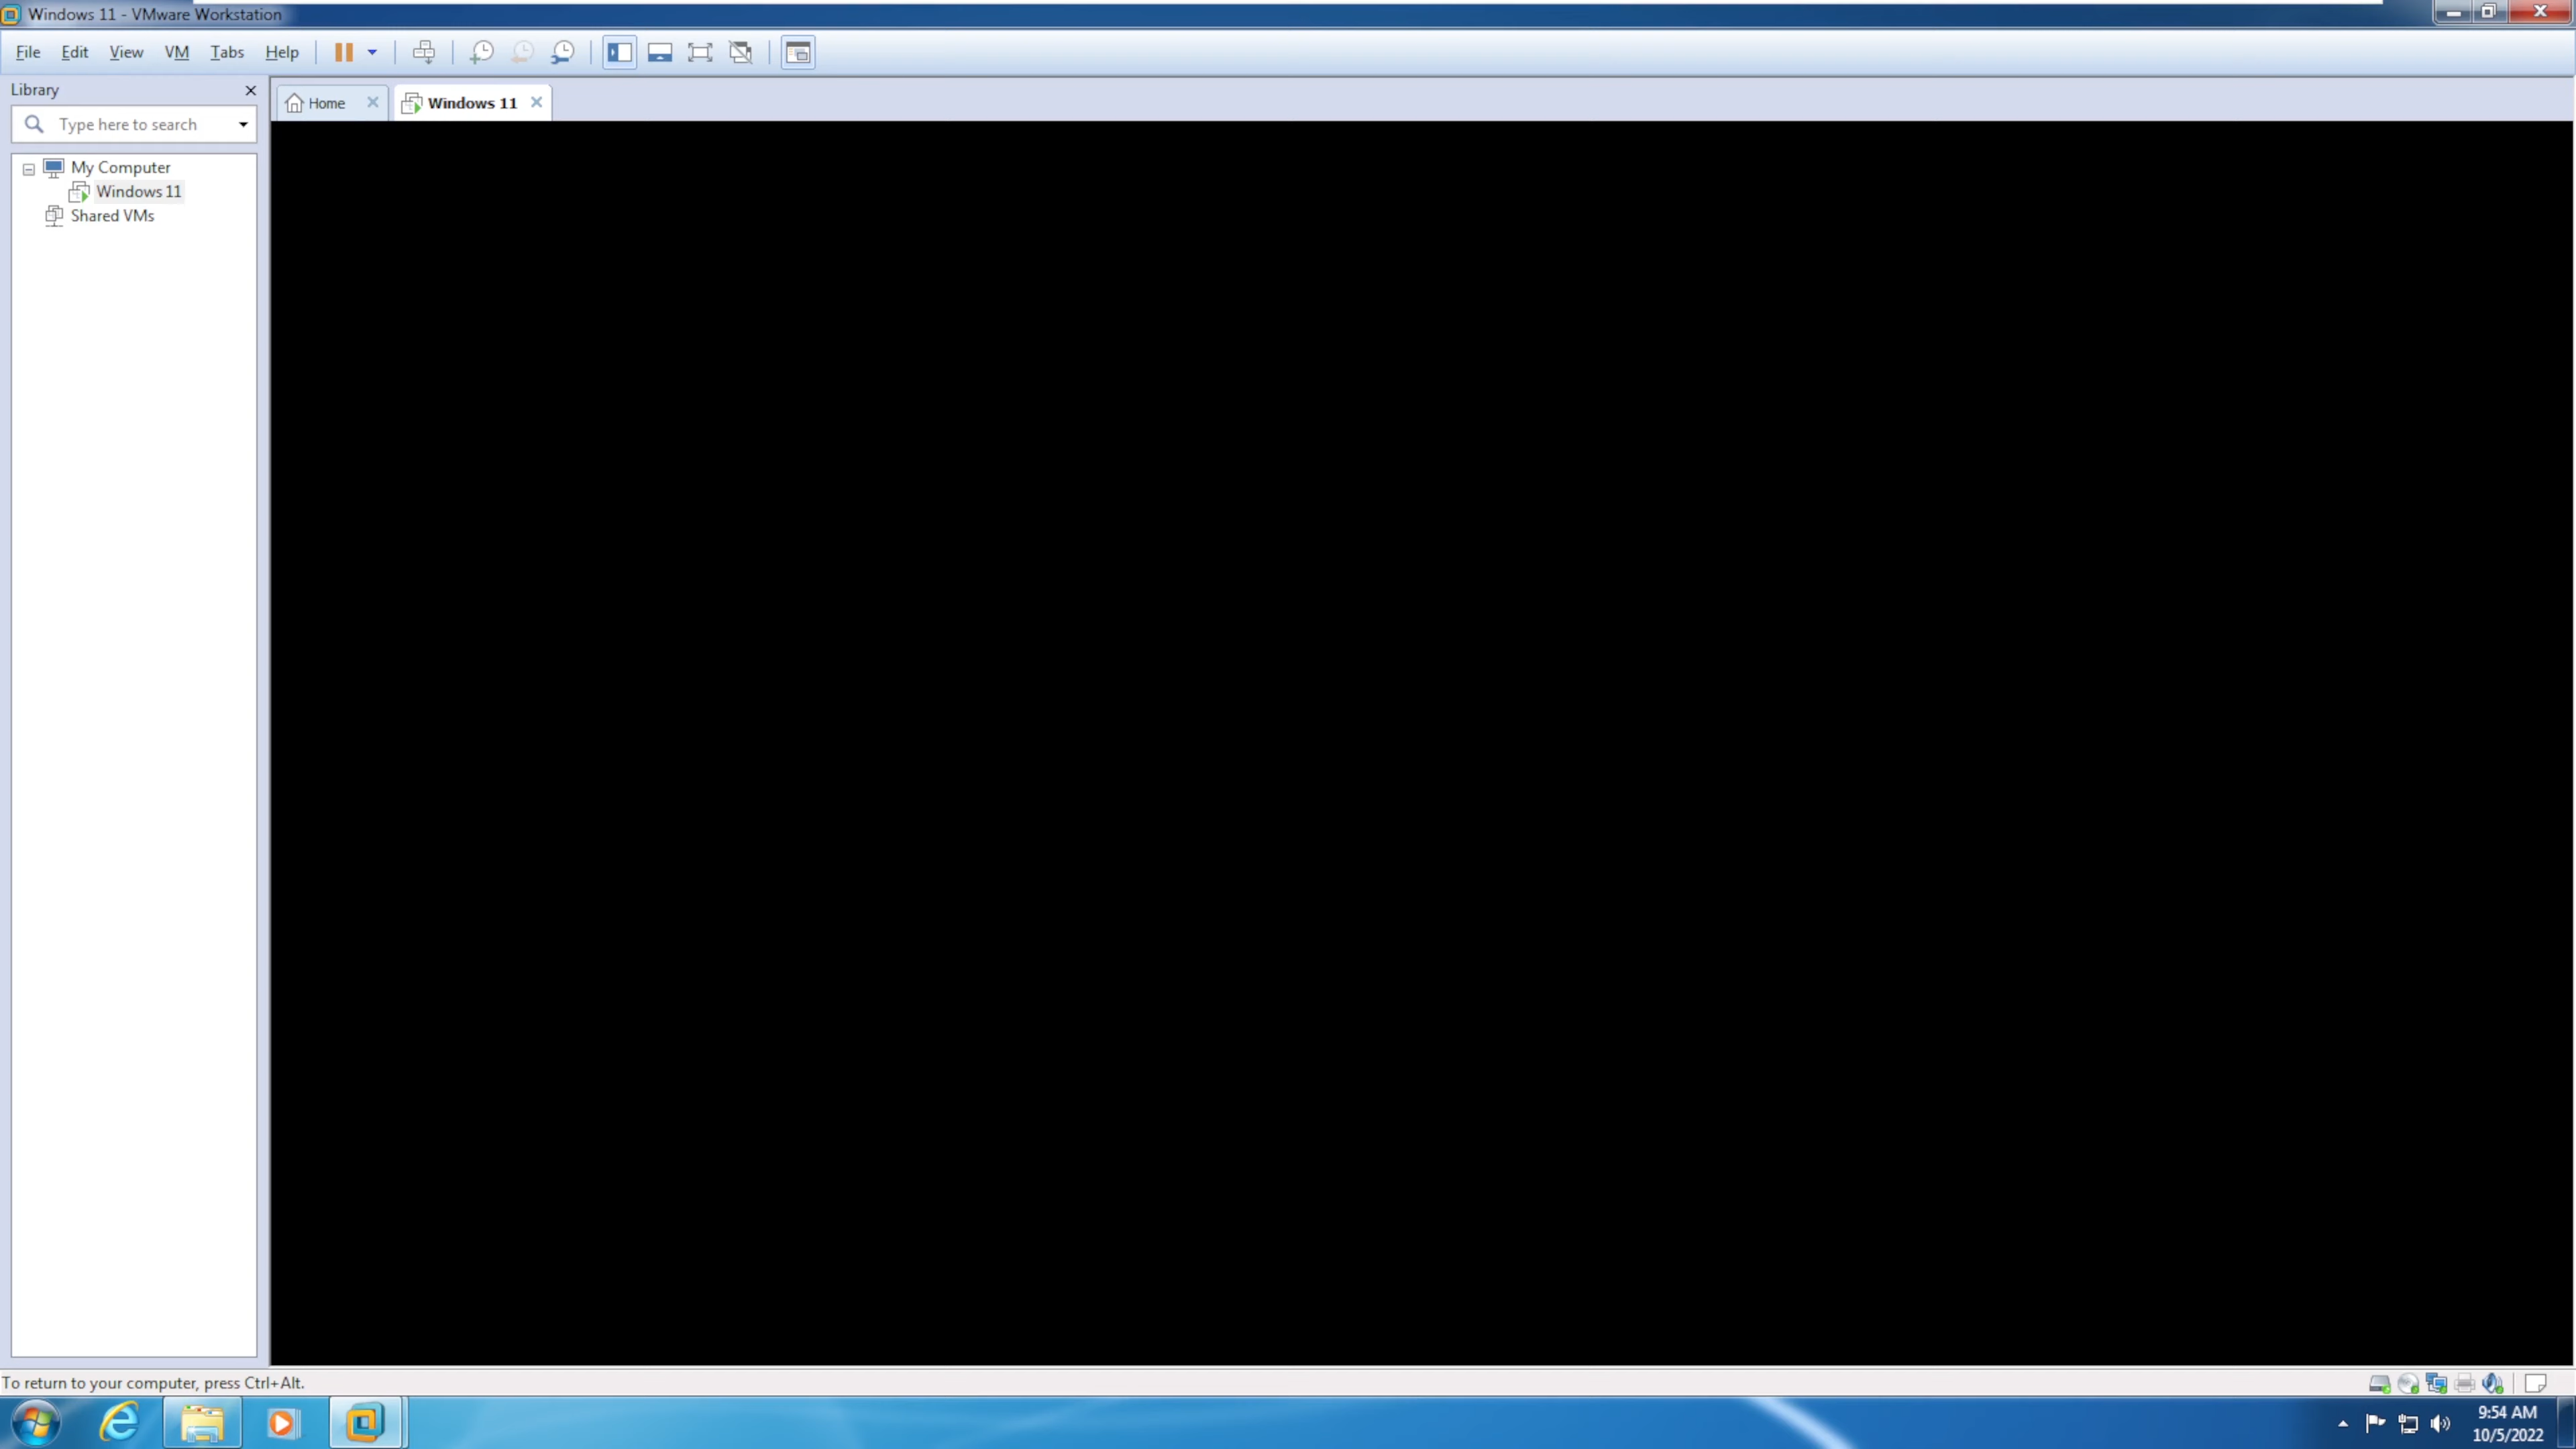 Windows 11 - VMware Workstation
File Edit View VM Tabs Help
Library
Home Windows 11
Type here to search
My Computer
Windows 11
Shared VMs
To return to your computer, press Ctrl+Alt.
9:54 AM
10/5/2022